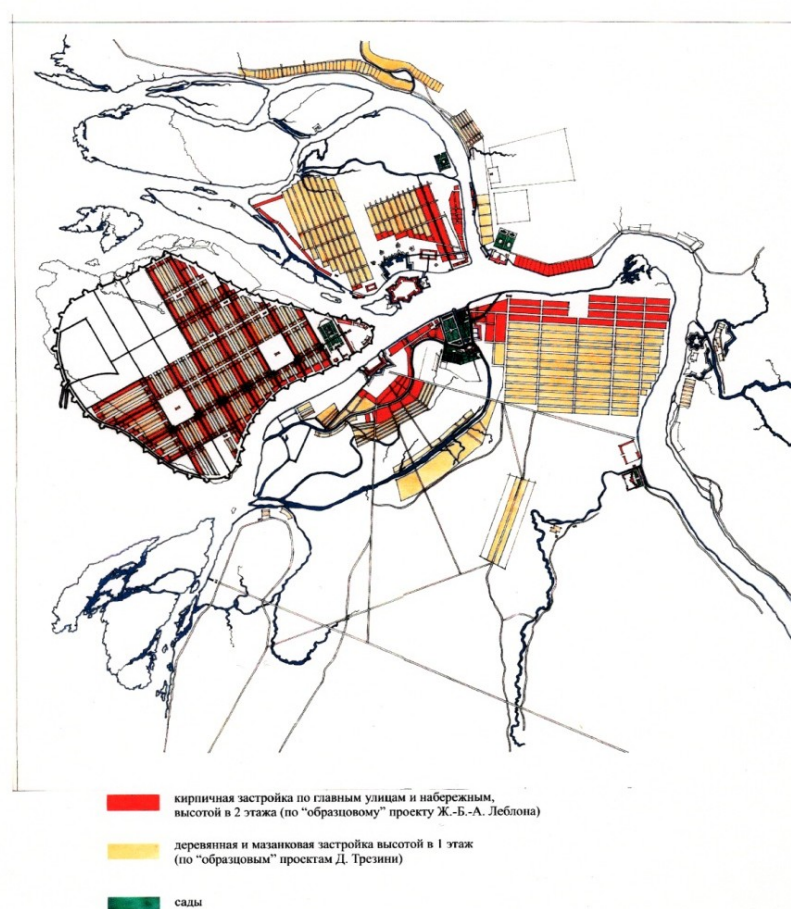 кирпичная застройка по главным улицам и набережным,
высотой в 2 этажа (по “образцовому” проекту Ж.-Б.-А. Леблона)
деревянная и мазанковая застройка высотой в 1 этаж
(по “образцовым” проектам Д. Трезини)
сады